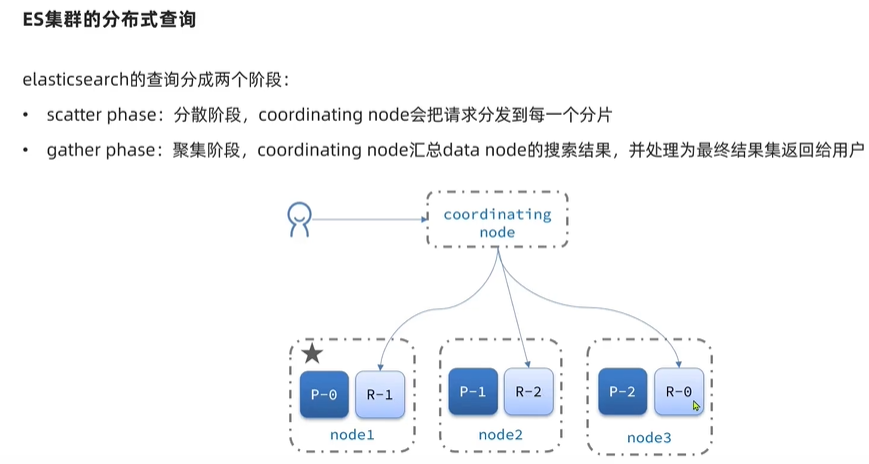 ES集群的分布式查询
elasticsearch的查询分成两个阶段：
• scatter phase：分散阶段，coordinating node会把请求分发到每一个分片
• gather phase：聚集阶段，coordinating node汇总data node的搜索结果，并处理为最终结果集返回给用户
coordinating
node
P-0 R-1 P-1 R-2 P-2 R-0
node1 node2 node3